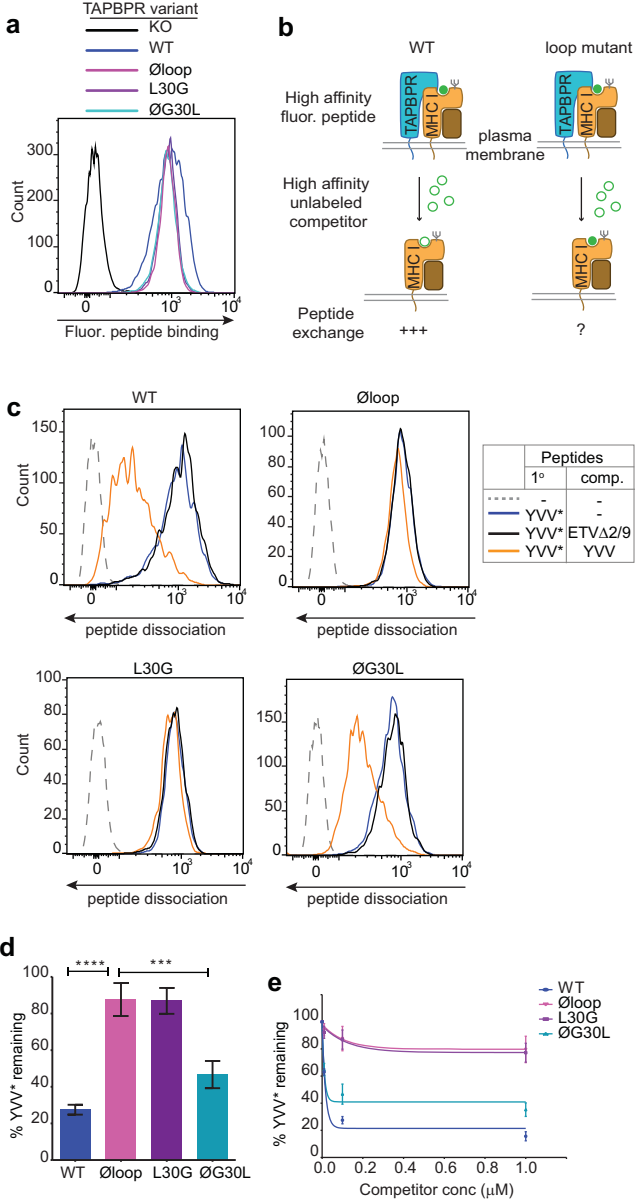 a
TAPBPR variant
KO
WT
Øloop
L30G
ØG30L
Count
300
200
100
0
0
10³
10⁴
Fluor. peptide binding
b
WT
loop mutant
High affinity
fluor. peptide
TAPBPR
MHC I
TAPBPR
MHC I
plasma
membrane
High affinity
unlabeled
competitor
MHC I
MHC I
Peptide
exchange
+++
?
c
WT
Count
150
100
50
0
0
10³
10⁴
peptide dissociation
Øloop
100
80
60
40
20
0
0
10³
10⁴
peptide dissociation
Peptides
1º comp.
- -
YVV* -
YVV* ETVΔ2/9
YVV* YVV
L30G
Count
100
80
60
40
20
0
0
10³
10⁴
peptide dissociation
ØG30L
150
100
50
0
0
10³
10⁴
peptide dissociation
d
% YVV* remaining
100
80
60
40
20
0
****
***
WT Øloop L30G ØG30L
e
WT
Øloop
L30G
ØG30L
% YVV* remaining
100
80
60
40
20
0
0.0 0.2 0.4 0.6 0.8 1.0
Competitor conc (µM)